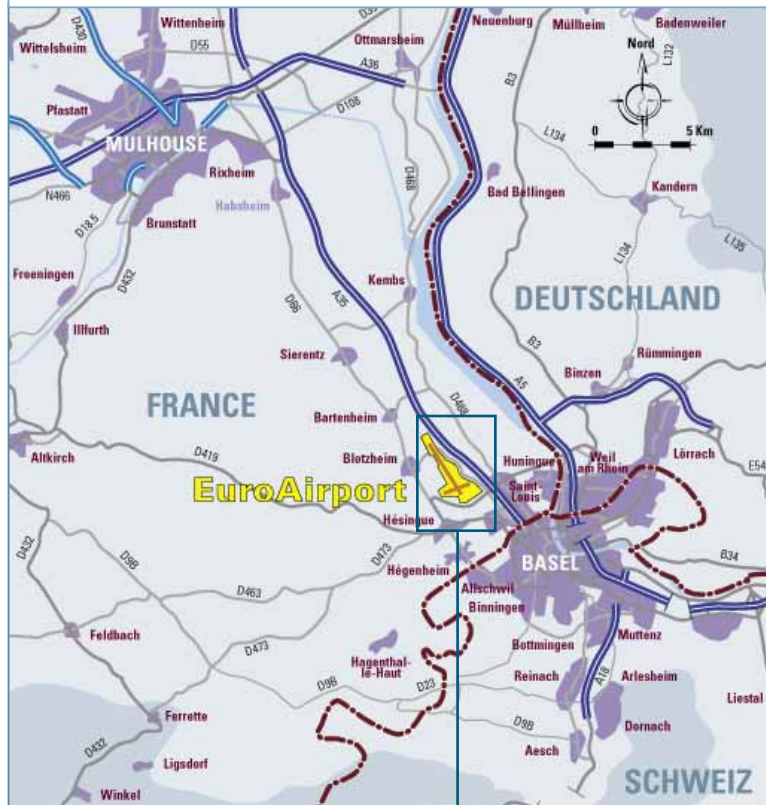 D430
Wittenheim
D55
D39
Neuenburg
Müllheim
Badenweiler
Wittelsheim
Ottmarsheim
A36
Nord
L132
Plastatt
D108
B3
0 5 Km
MULHOUSE
L134
Rixheim
D468
Bad Bellingen
Kandern
N466
Habsheim
D18.5
Brunstatt
L134
L135
Froeningen
D432
Kembs
A35
DEUTSCHLAND
D66
Illfurth
B3
Sierentz
Rümmingen
A5
Binzen
FRANCE
D468
Bartenheim
Altkirch
D419
Blotzheim
Huningue
Weil
am Rhein
Lörrach
E54
EuroAirport
Saint-
Louis
Hésingue
D432
D9B
D473
Hégenheim
BASEL
B34
D463
Allschwil
Binningen
Feldbach
Muttenz
D473
Bottmingen
Hagenthal-
le-Haut
Reinach
A18
Arlesheim
D9B
D23
Liestal
Ferrette
D9B
Dornach
D432
Aesch
Ligsdorf
Winkel
SCHWEIZ